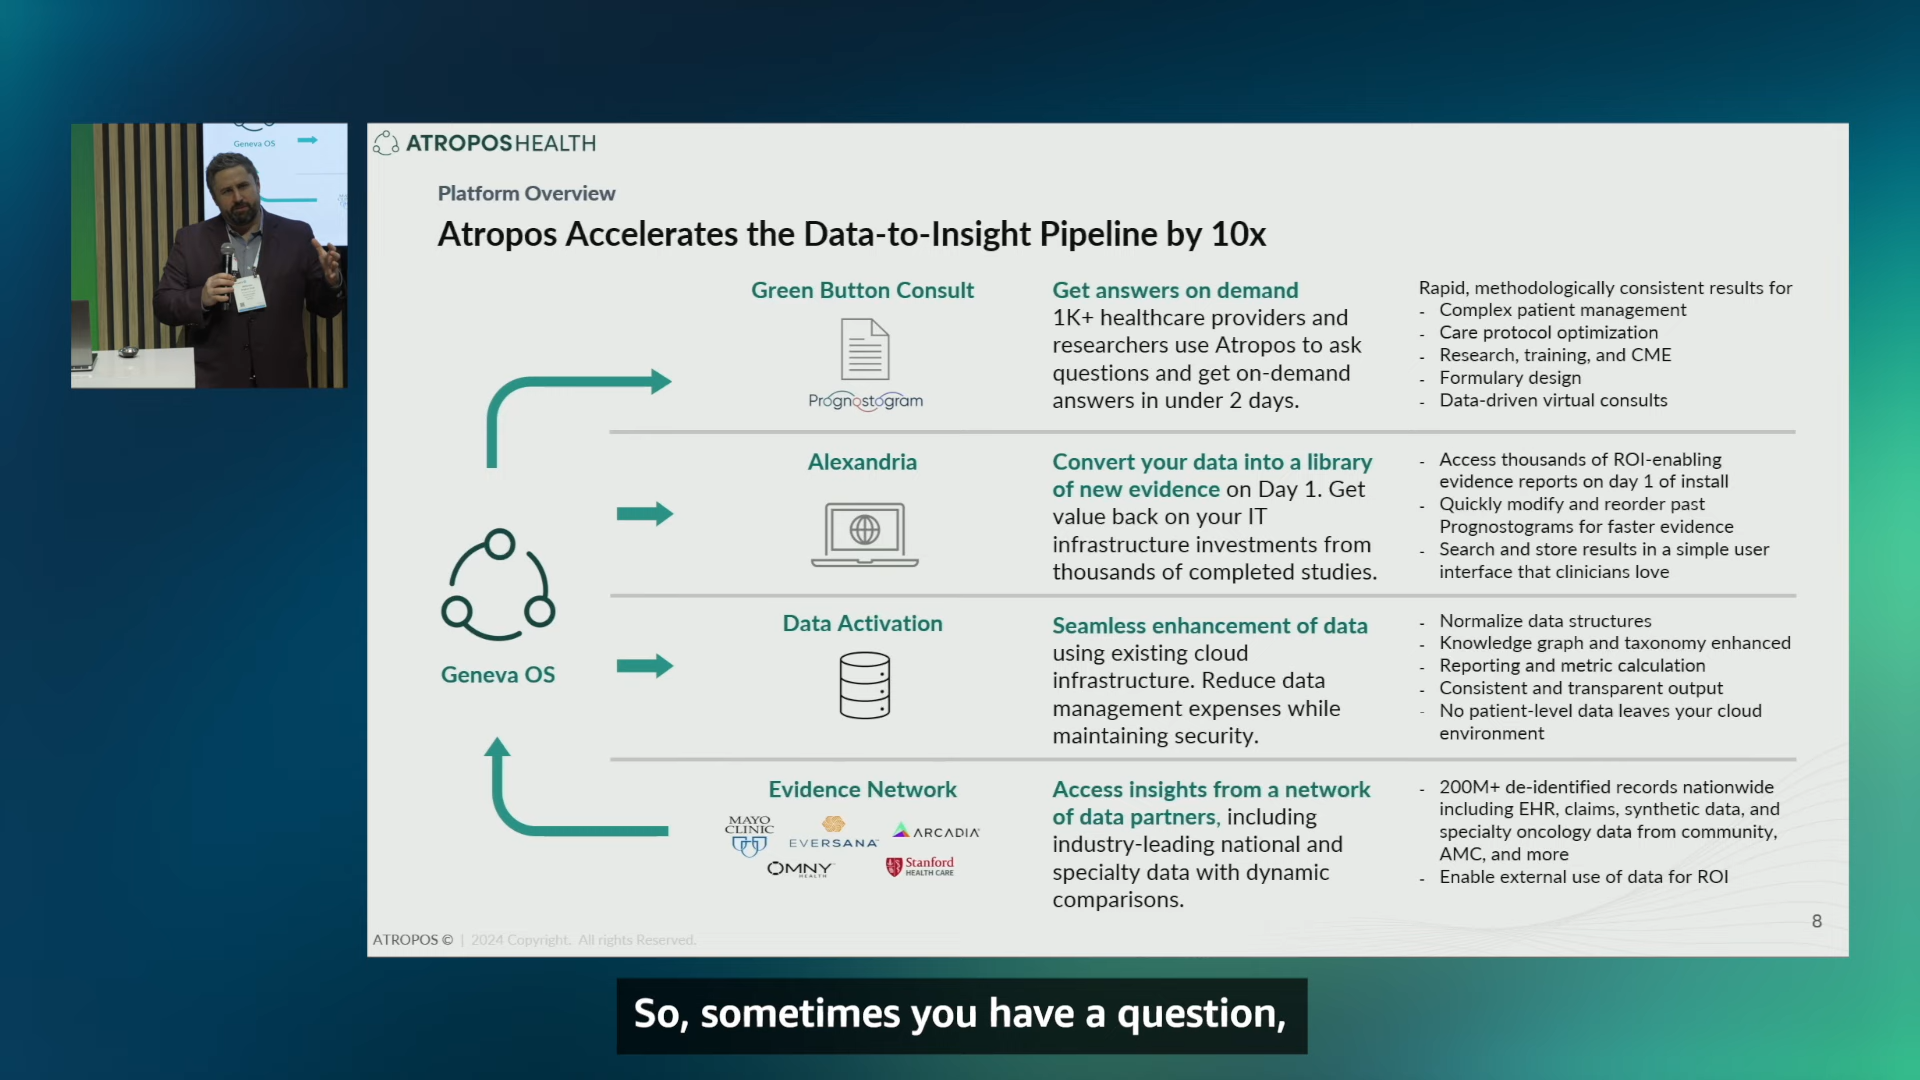 Geneva OS
ATROPOSHEALTH
Platform Overview
Atropos Accelerates the Data-to-Insight Pipeline by 10x
Geneva OS
Green Button Consult
Prognostogram
Get answers on demand
1K+ healthcare providers and
researchers use Atropos to ask
questions and get on-demand
answers in under 2 days.
Rapid, methodologically consistent results for
- Complex patient management
- Care protocol optimization
- Research, training, and CME
- Formulary design
- Data-driven virtual consults
Alexandria
Convert your data into a library
of new evidence on Day 1. Get
value back on your IT
infrastructure investments from
thousands of completed studies.
- Access thousands of ROI-enabling
evidence reports on day 1 of install
- Quickly modify and reorder past
Prognostograms for faster evidence
- Search and store results in a simple user
interface that clinicians love
Data Activation
Seamless enhancement of data
using existing cloud
infrastructure. Reduce data
management expenses while
maintaining security.
- Normalize data structures
- Knowledge graph and taxonomy enhanced
- Reporting and metric calculation
- Consistent and transparent output
- No patient-level data leaves your cloud
environment
Evidence Network
MAYO
CLINIC
EVERSANA
ARCADIA
OMNY
HEALTH
Stanford
HEALTH CARE
Access insights from a network
of data partners, including
industry-leading national and
specialty data with dynamic
comparisons.
- 200M+ de-identified records nationwide
including EHR, claims, synthetic data, and
specialty oncology data from community,
AMC, and more
- Enable external use of data for ROI
8
ATROPOS © | 2024 Copyright. All rights Reserved.
So, sometimes you have a question,